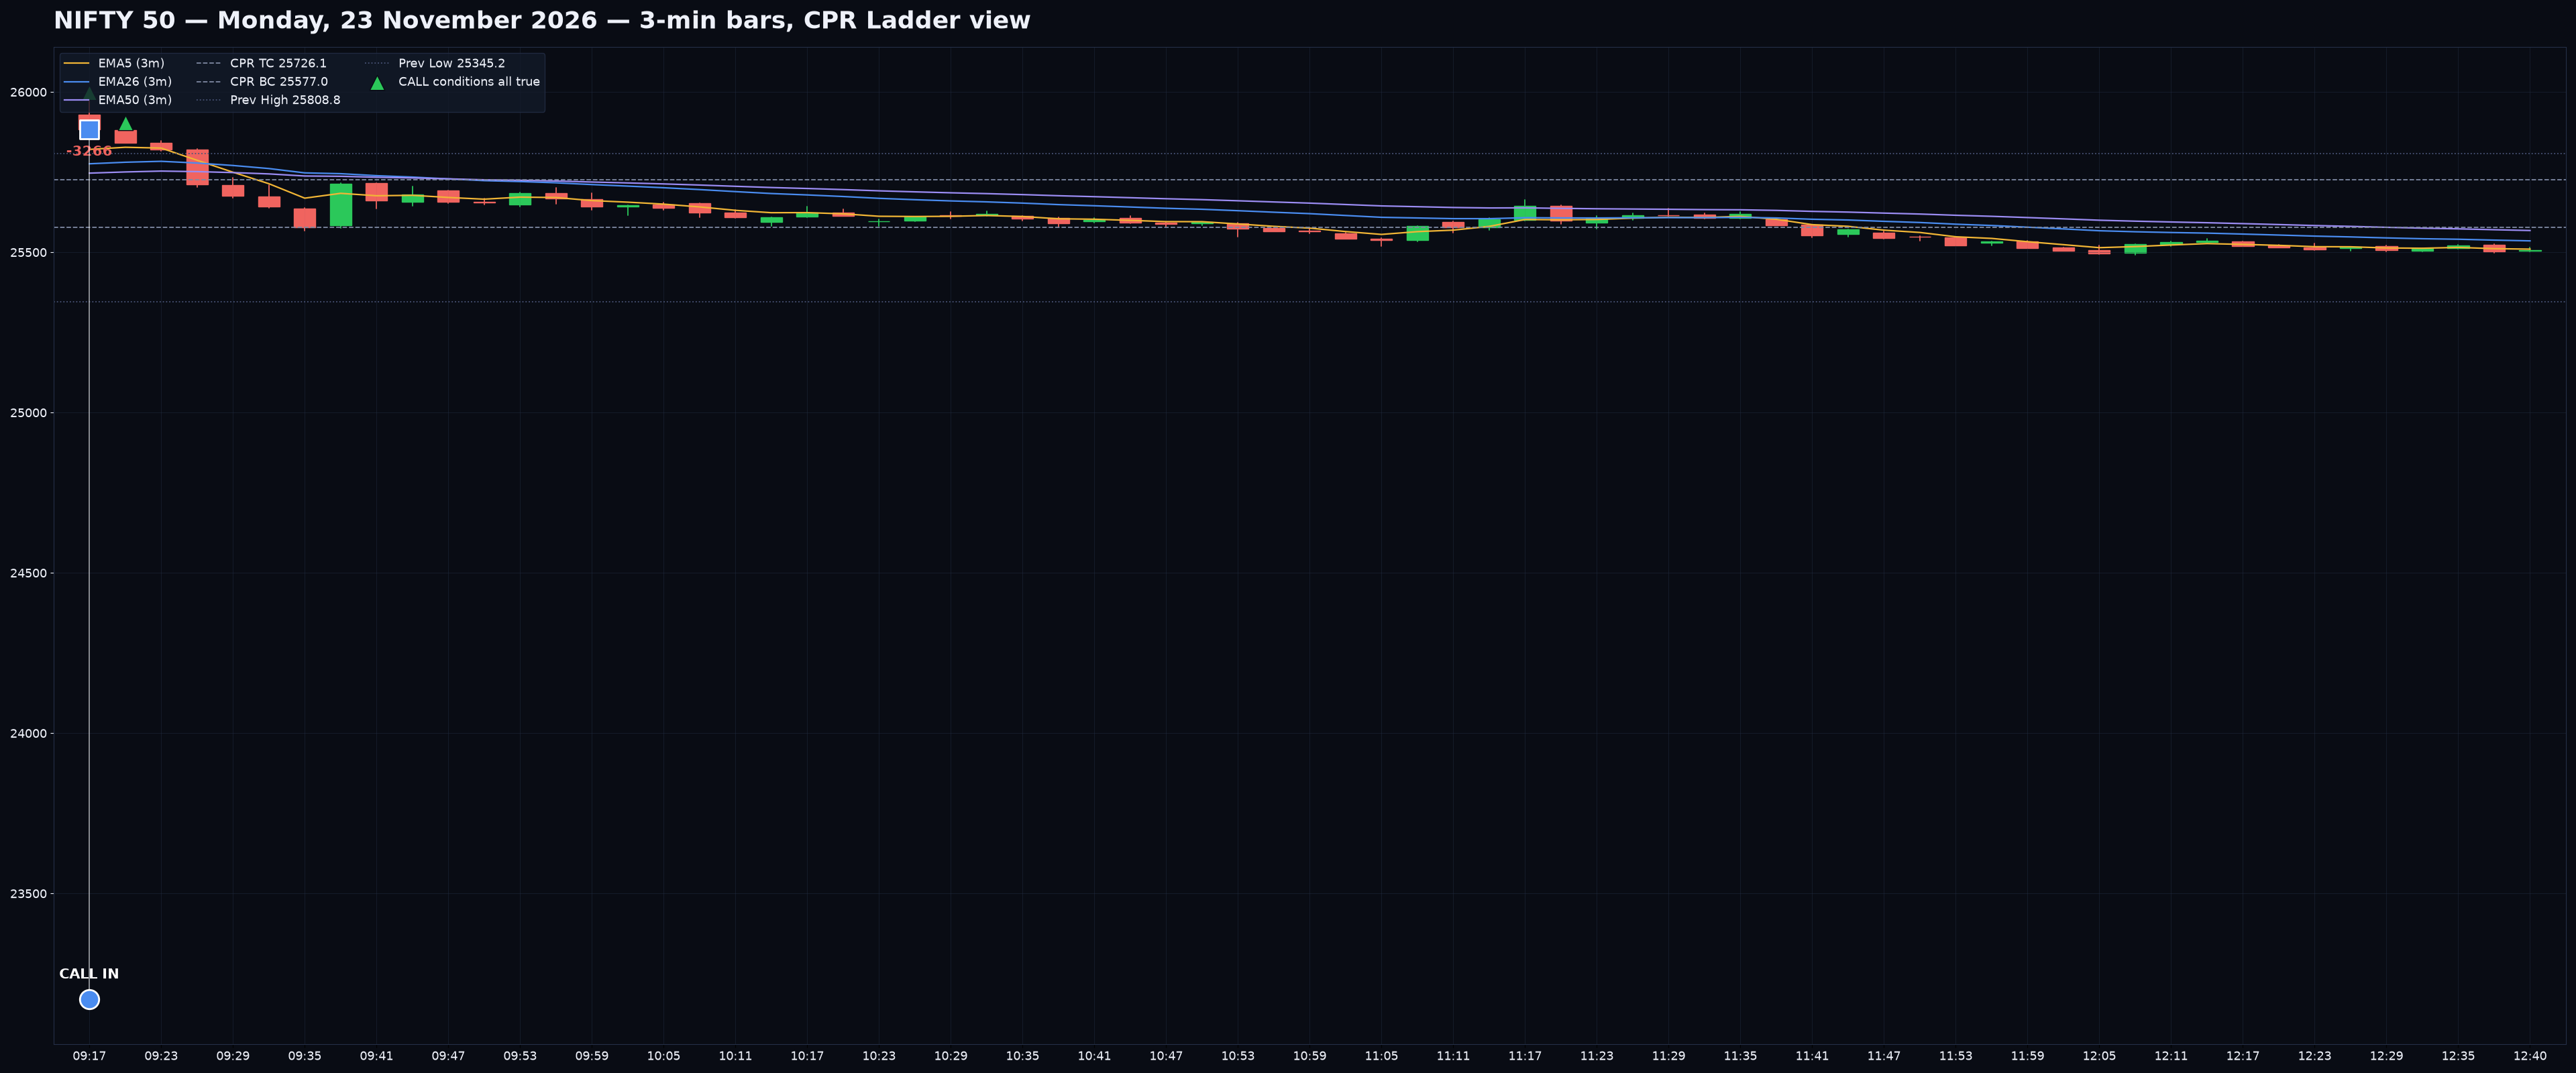 NIFTY 50 — Monday, 23 November 2026 — 3-min bars, CPR Ladder view
EMA5 (3m)
EMA26 (3m)
EMA50 (3m)
CPR TC 25726.1
CPR BC 25577.0
Prev High 25808.8
Prev Low 25345.2
CALL conditions all true
26000
25500
25000
24500
24000
23500
-3266
CALL IN
09:17 09:23 09:29 09:35 09:41 09:47 09:53 09:59 10:05 10:11 10:17 10:23 10:29 10:35 10:41 10:47 10:53 10:59 11:05 11:11 11:17 11:23 11:29 11:35 11:41 11:47 11:53 11:59 12:05 12:11 12:17 12:23 12:29 12:35 12:40